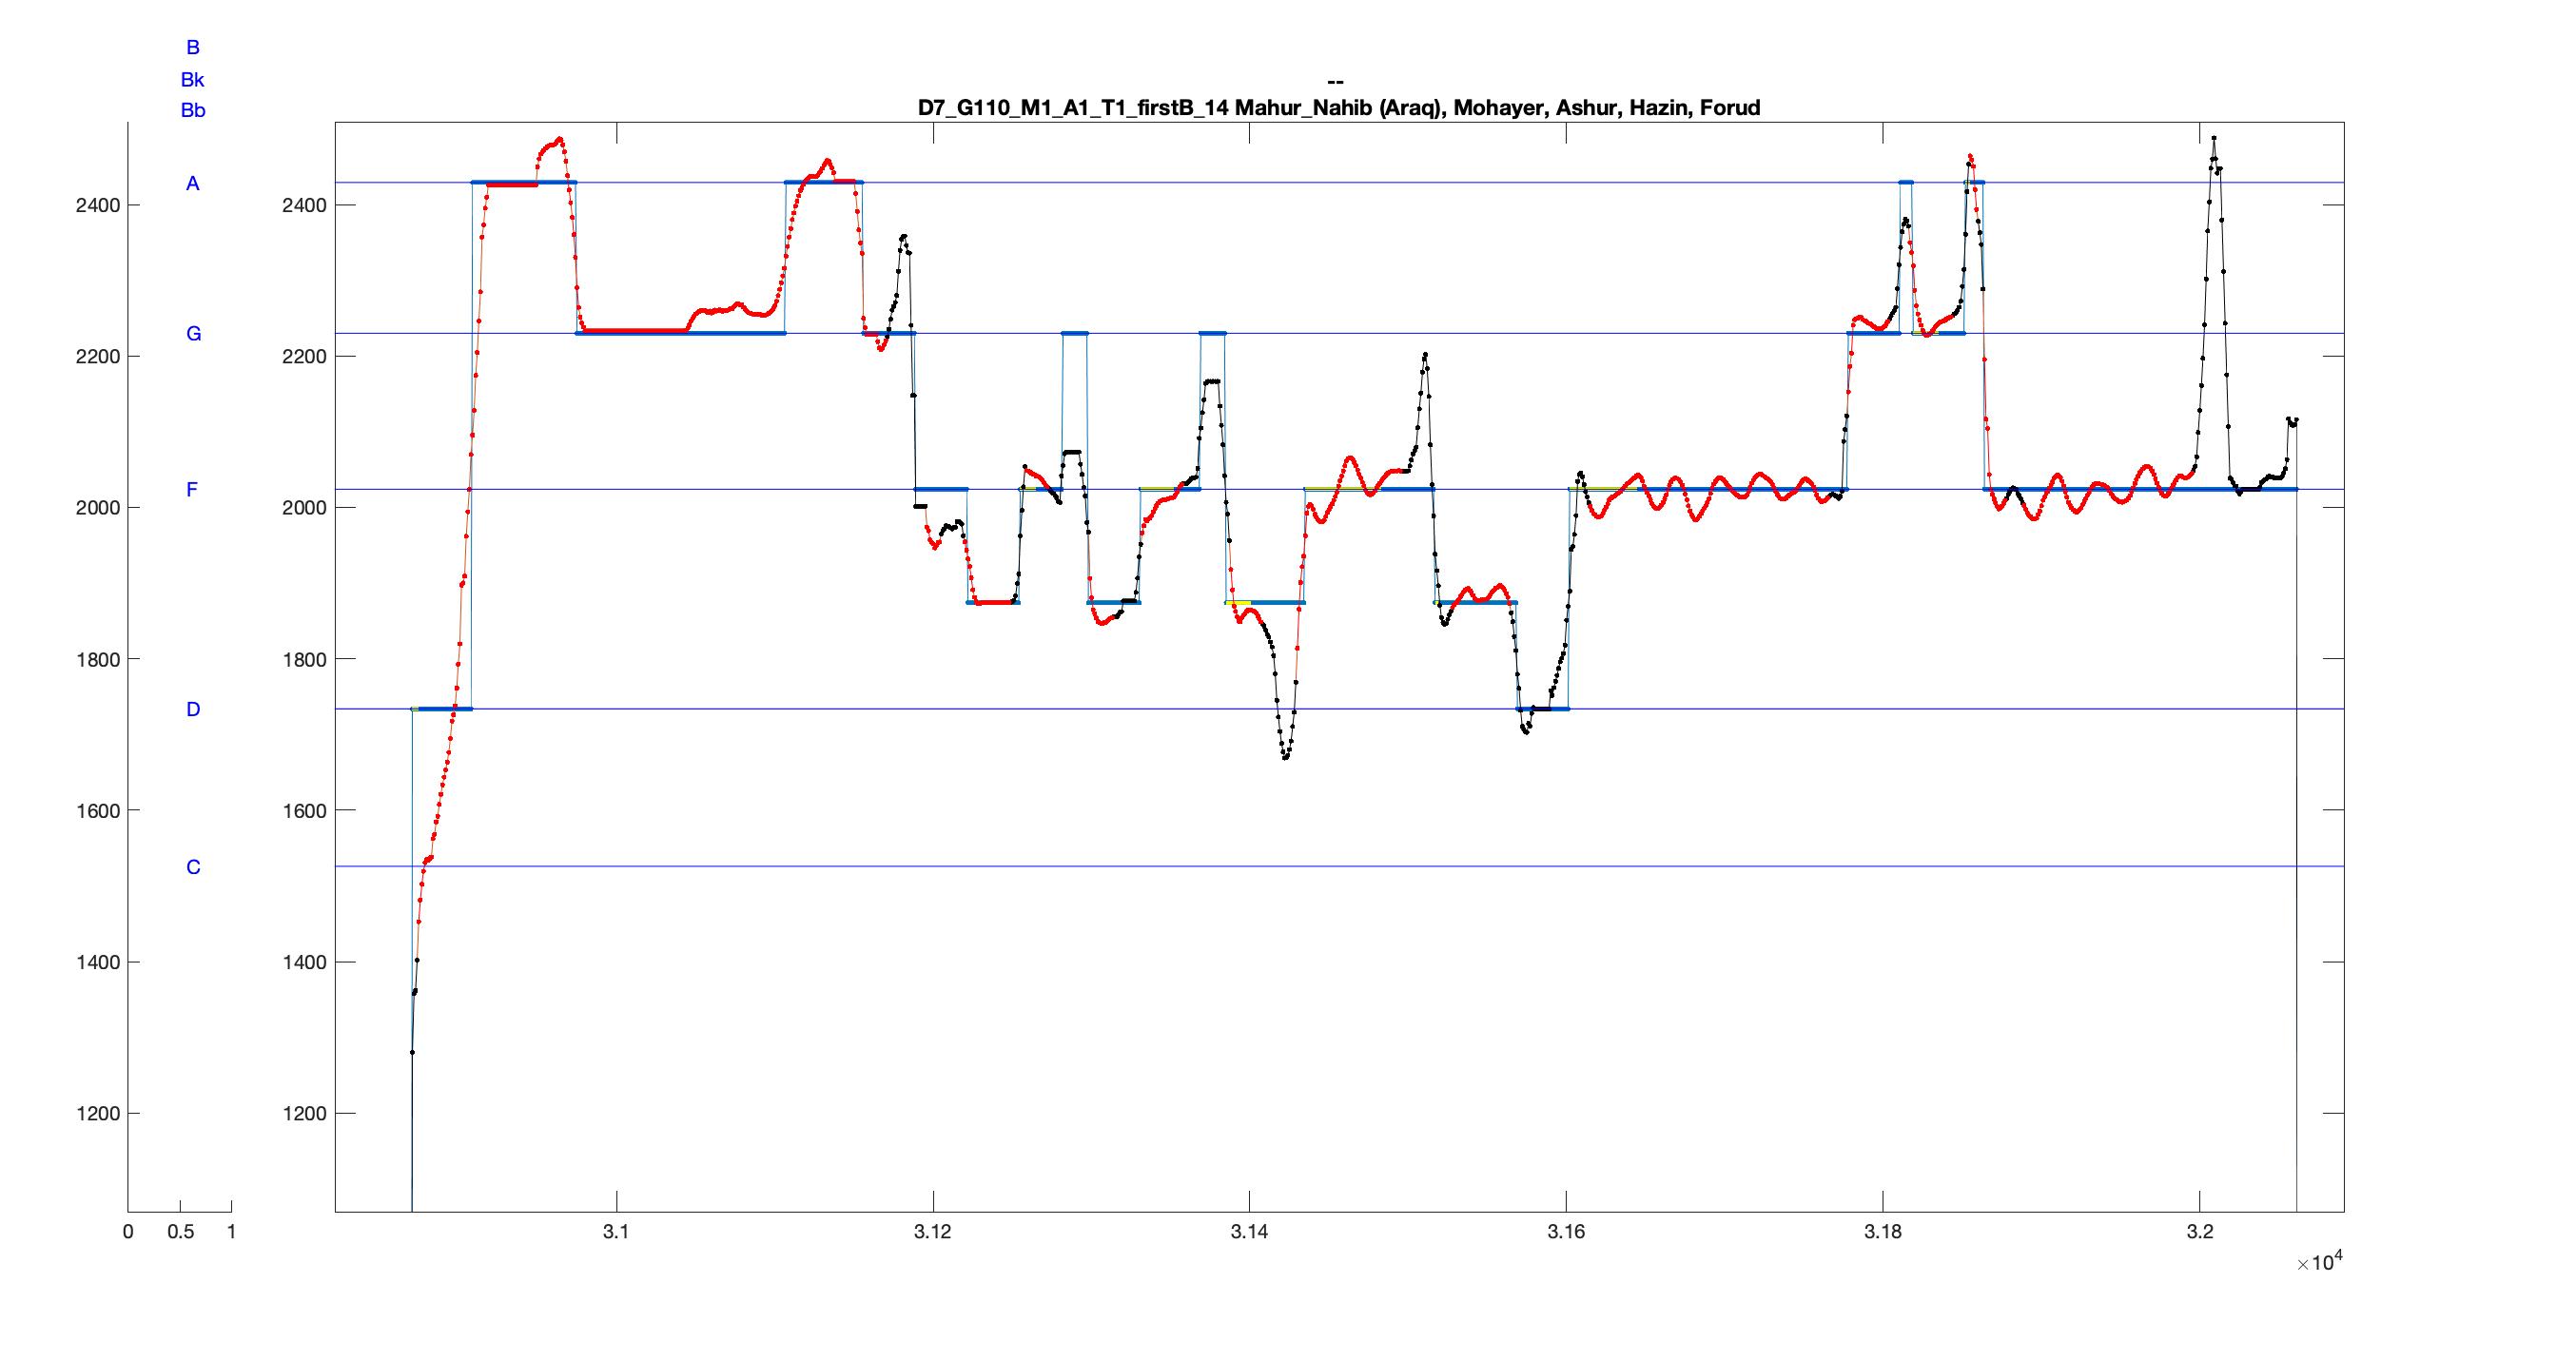 B
Bk
--
Bb
D7_G110_M1_A1_T1_firstB_14 Mahur_Nahib (Araq), Mohayer, Ashur, Hazin, Forud
A
2400
2400
G
2200
2200
F
2000
2000
1800
1800
D
1600
1600
C
1400
1400
1200
1200
0 0.5 1
3.1 3.12 3.14 3.16 3.18 3.2
×10^4